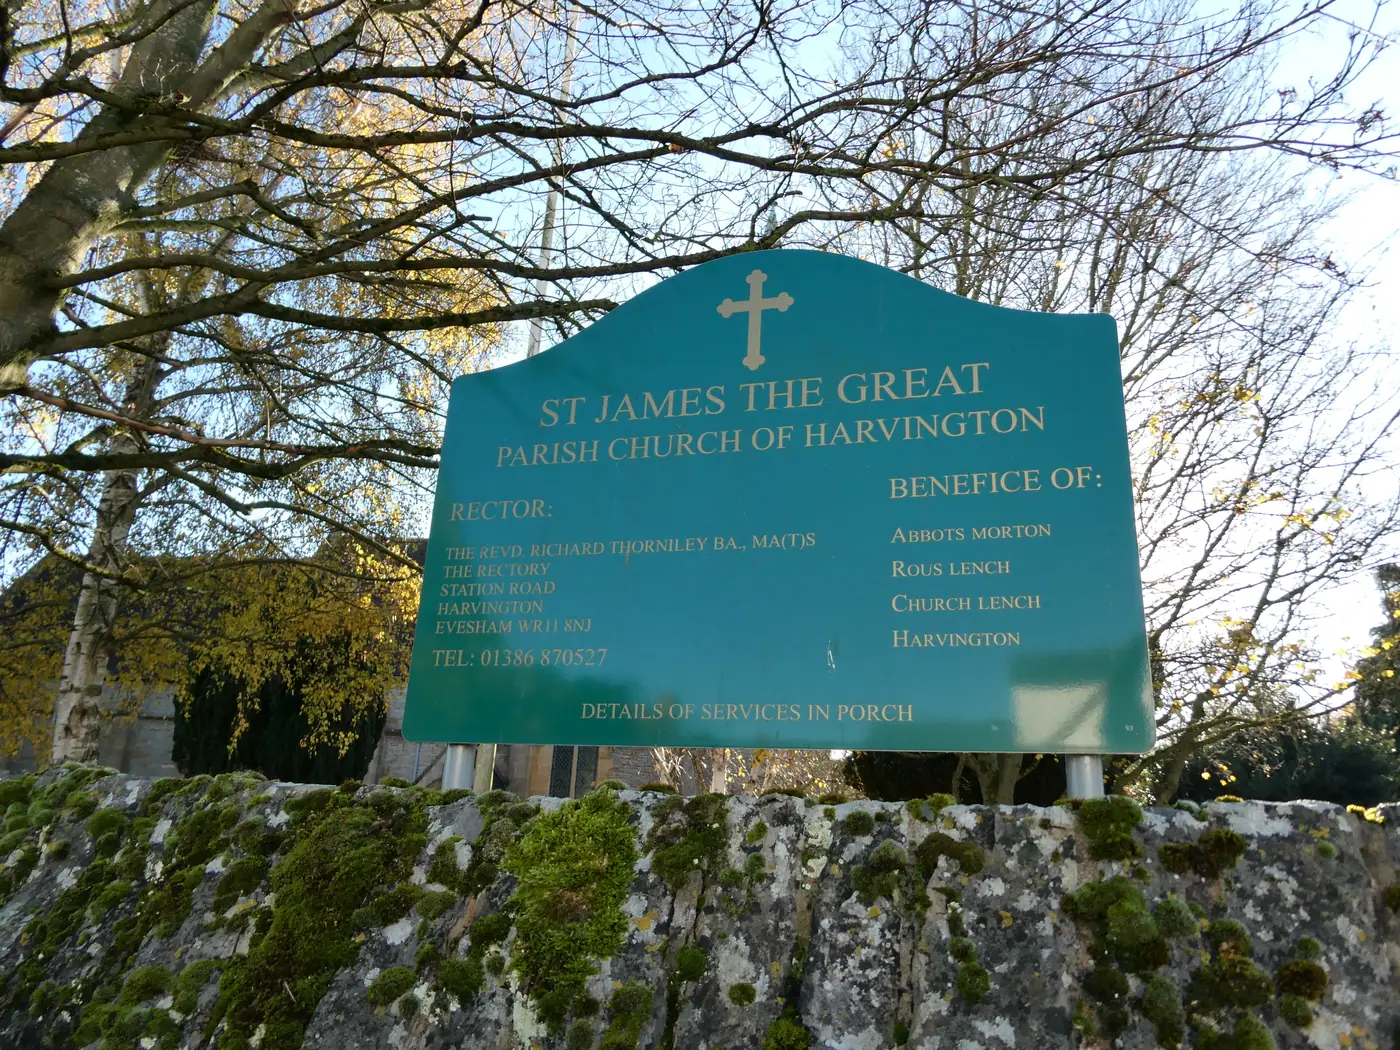 ST JAMES THE GREAT
PARISH CHURCH OF HARVINGTON
RECTOR:
THE REVD. RICHARD THORNILEY BA., MA(T)S
THE RECTORY
STATION ROAD
HARVINGTON
EVESHAM WR11 8NJ
TEL: 01386 870527
BENEFICE OF:
ABBOTS MORTON
ROUS LENCH
CHURCH LENCH
HARVINGTON
DETAILS OF SERVICES IN PORCH